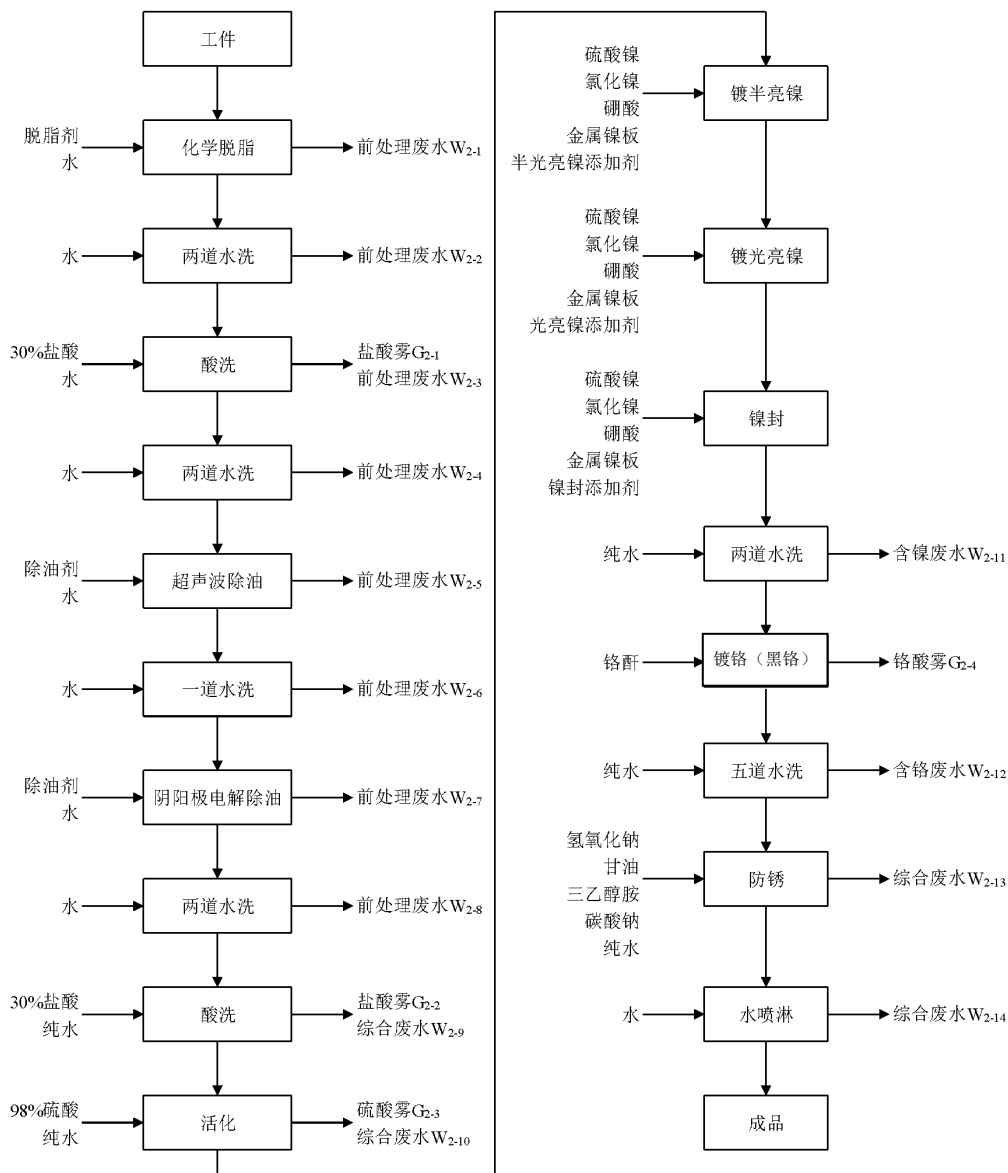 工件
脱脂剂
水
化学脱脂
前处理废水W2-1
水
两道水洗
前处理废水W2-2
30%盐酸
水
酸洗
盐酸雾G2-1
前处理废水W2-3
水
两道水洗
前处理废水W2-4
除油剂
水
超声波除油
前处理废水W2-5
水
一道水洗
前处理废水W2-6
除油剂
水
阴阳极电解除油
前处理废水W2-7
水
两道水洗
前处理废水W2-8
30%盐酸
纯水
酸洗
盐酸雾G2-2
综合废水W2-9
98%硫酸
纯水
活化
硫酸雾G2-3
综合废水W2-10
硫酸镍
氯化镍
硼酸
金属镍板
半光亮镍添加剂
镀半亮镍
硫酸镍
氯化镍
硼酸
金属镍板
光亮镍添加剂
镀光亮镍
硫酸镍
氯化镍
硼酸
金属镍板
镍封添加剂
镍封
纯水
两道水洗
含镍废水W2-11
铬酐
镀铬（黑铬）
铬酸雾G2-4
纯水
五道水洗
含铬废水W2-12
氢氧化钠
甘油
三乙醇胺
碳酸钠
纯水
防锈
综合废水W2-13
水
水喷淋
综合废水W2-14
成品